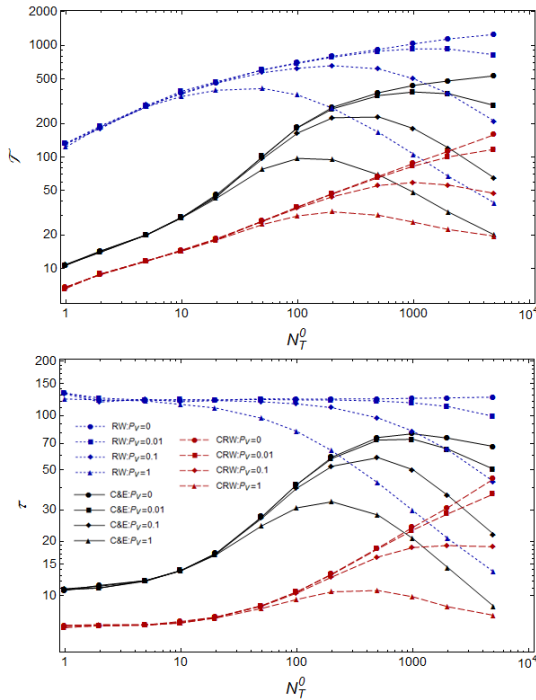 2000
1000
500
200
100
50
20
10
𝒯
1 10 100 1000 10⁴
N_T^0
200
150
100
70
50
30
20
15
10
τ
RW:P_V=0
RW:P_V=0.01
RW:P_V=0.1
RW:P_V=1
CRW:P_V=0
CRW:P_V=0.01
CRW:P_V=0.1
CRW:P_V=1
C&E:P_V=0
C&E:P_V=0.01
C&E:P_V=0.1
C&E:P_V=1
1 10 100 1000 10⁴
N_T^0